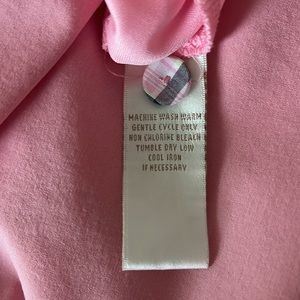 MACHINE WASH WARM
GENTLE CYCLE ONLY
NON CHLORINE BLEACH
TUMBLE DRY LOW
COOL IRON
IF NECESSARY